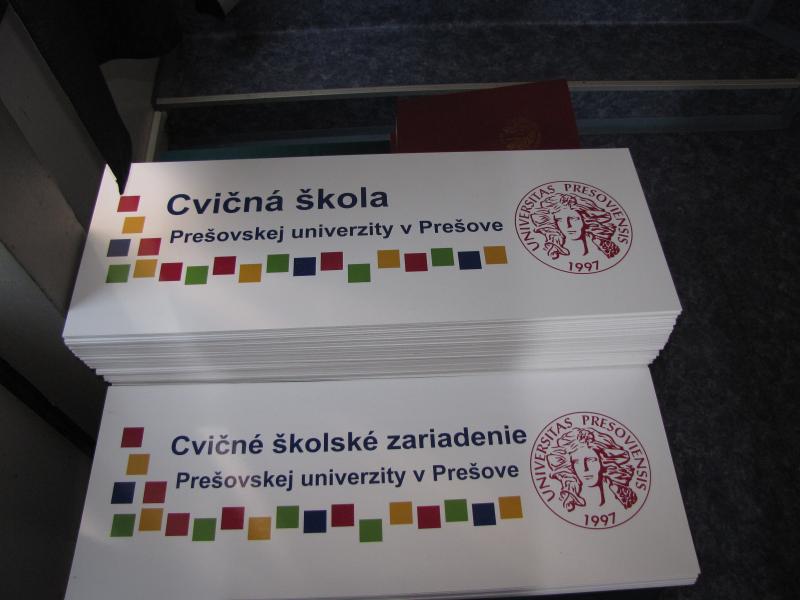 Cvičná škola
Prešovskej univerzity v Prešove
UNIVERSITAS PRESOVIENSIS
1997
Cvičné školské zariadenie
Prešovskej univerzity v Prešove
UNIVERSITAS PRESOVIENSIS
1997